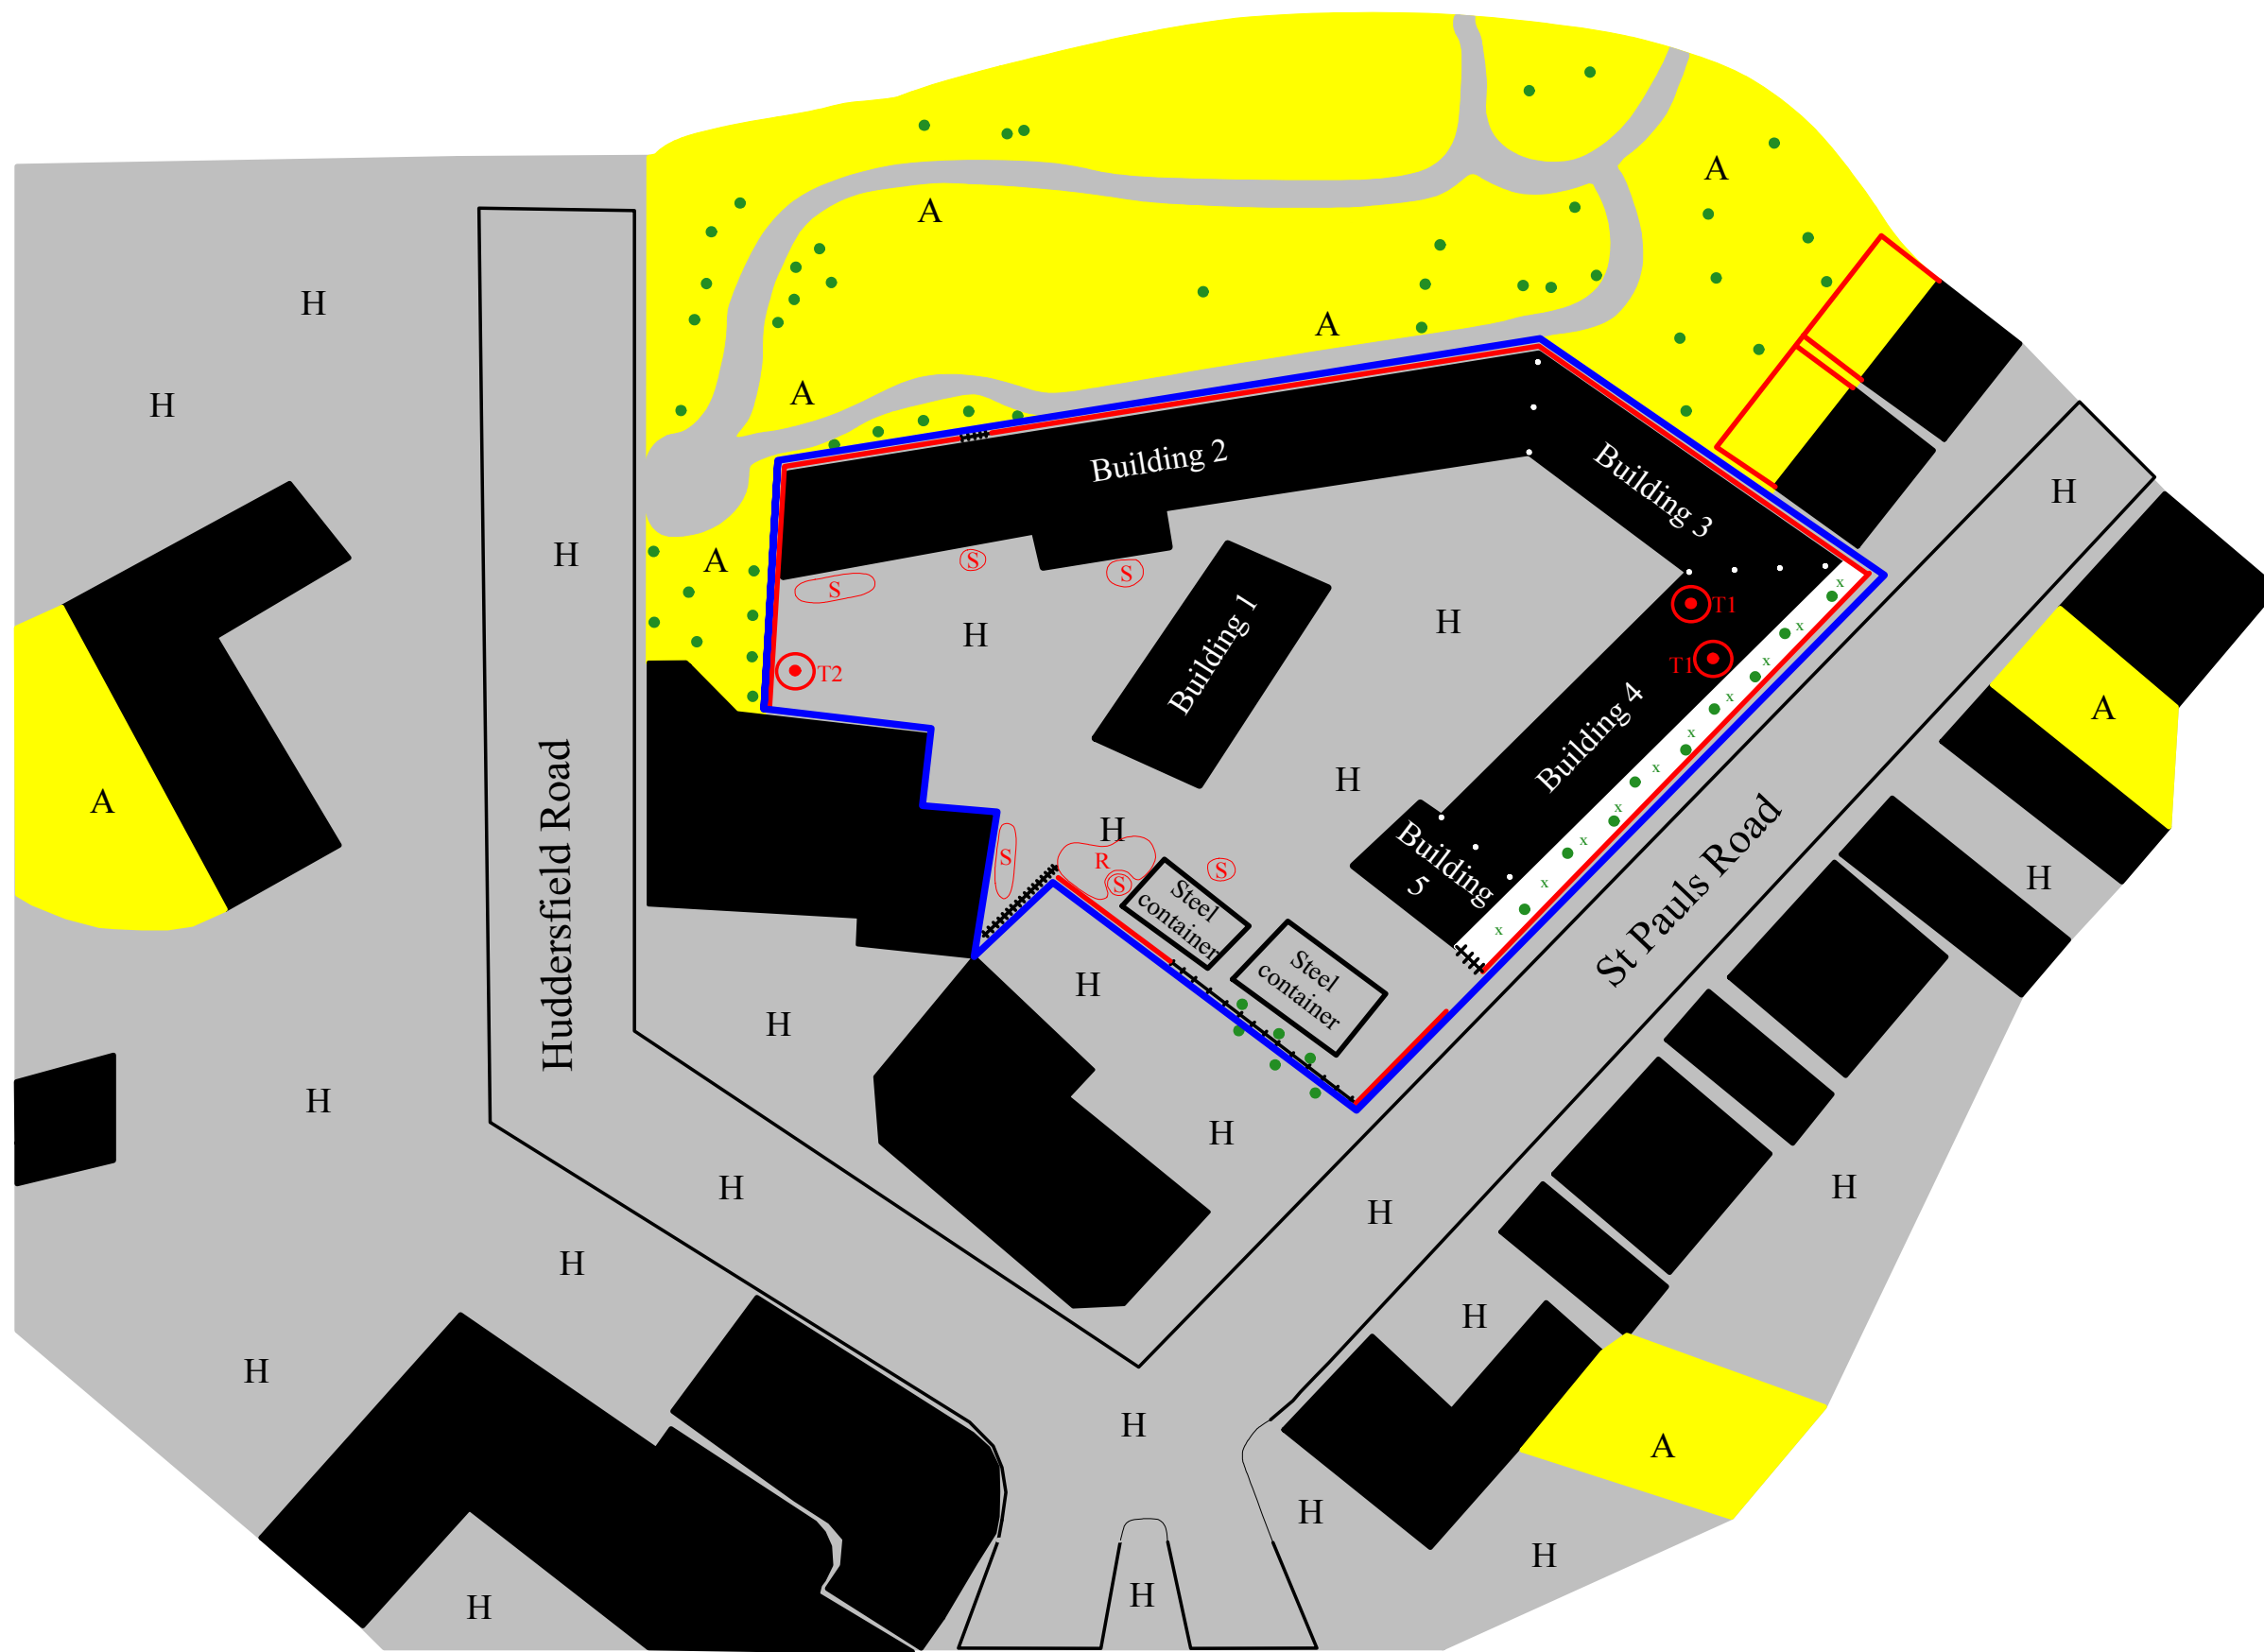 A
A
H
A
A
H
Building 2
Building 3
H
H
A
S
S
S
T1
H
H
Building 1
T1
T2
A
Building 4
H
A
H
Building
5
S
R
S
S
H
Steel
container
Steel
container
St Pauls Road
Huddersfield Road
H
H
H
H
H
H
H
H
H
H
H
A
H
H
H
H
x
x
x
x
x
x
x
x
x
x